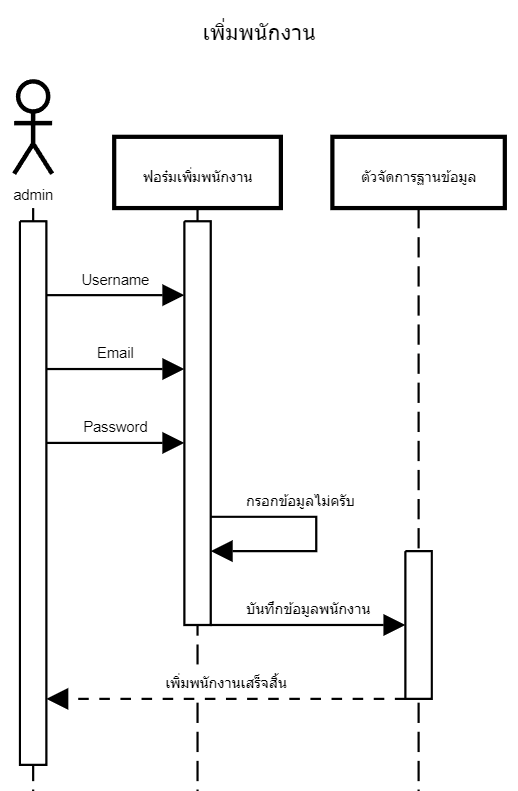 เพิ่มพนักงาน
admin
ฟอร์มเพิ่มพนักงาน
ตัวจัดการฐานข้อมูล
Username
Email
Password
กรอกข้อมูลไม่ครับ
บันทึกข้อมูลพนักงาน
เพิ่มพนักงานเสร็จสิ้น